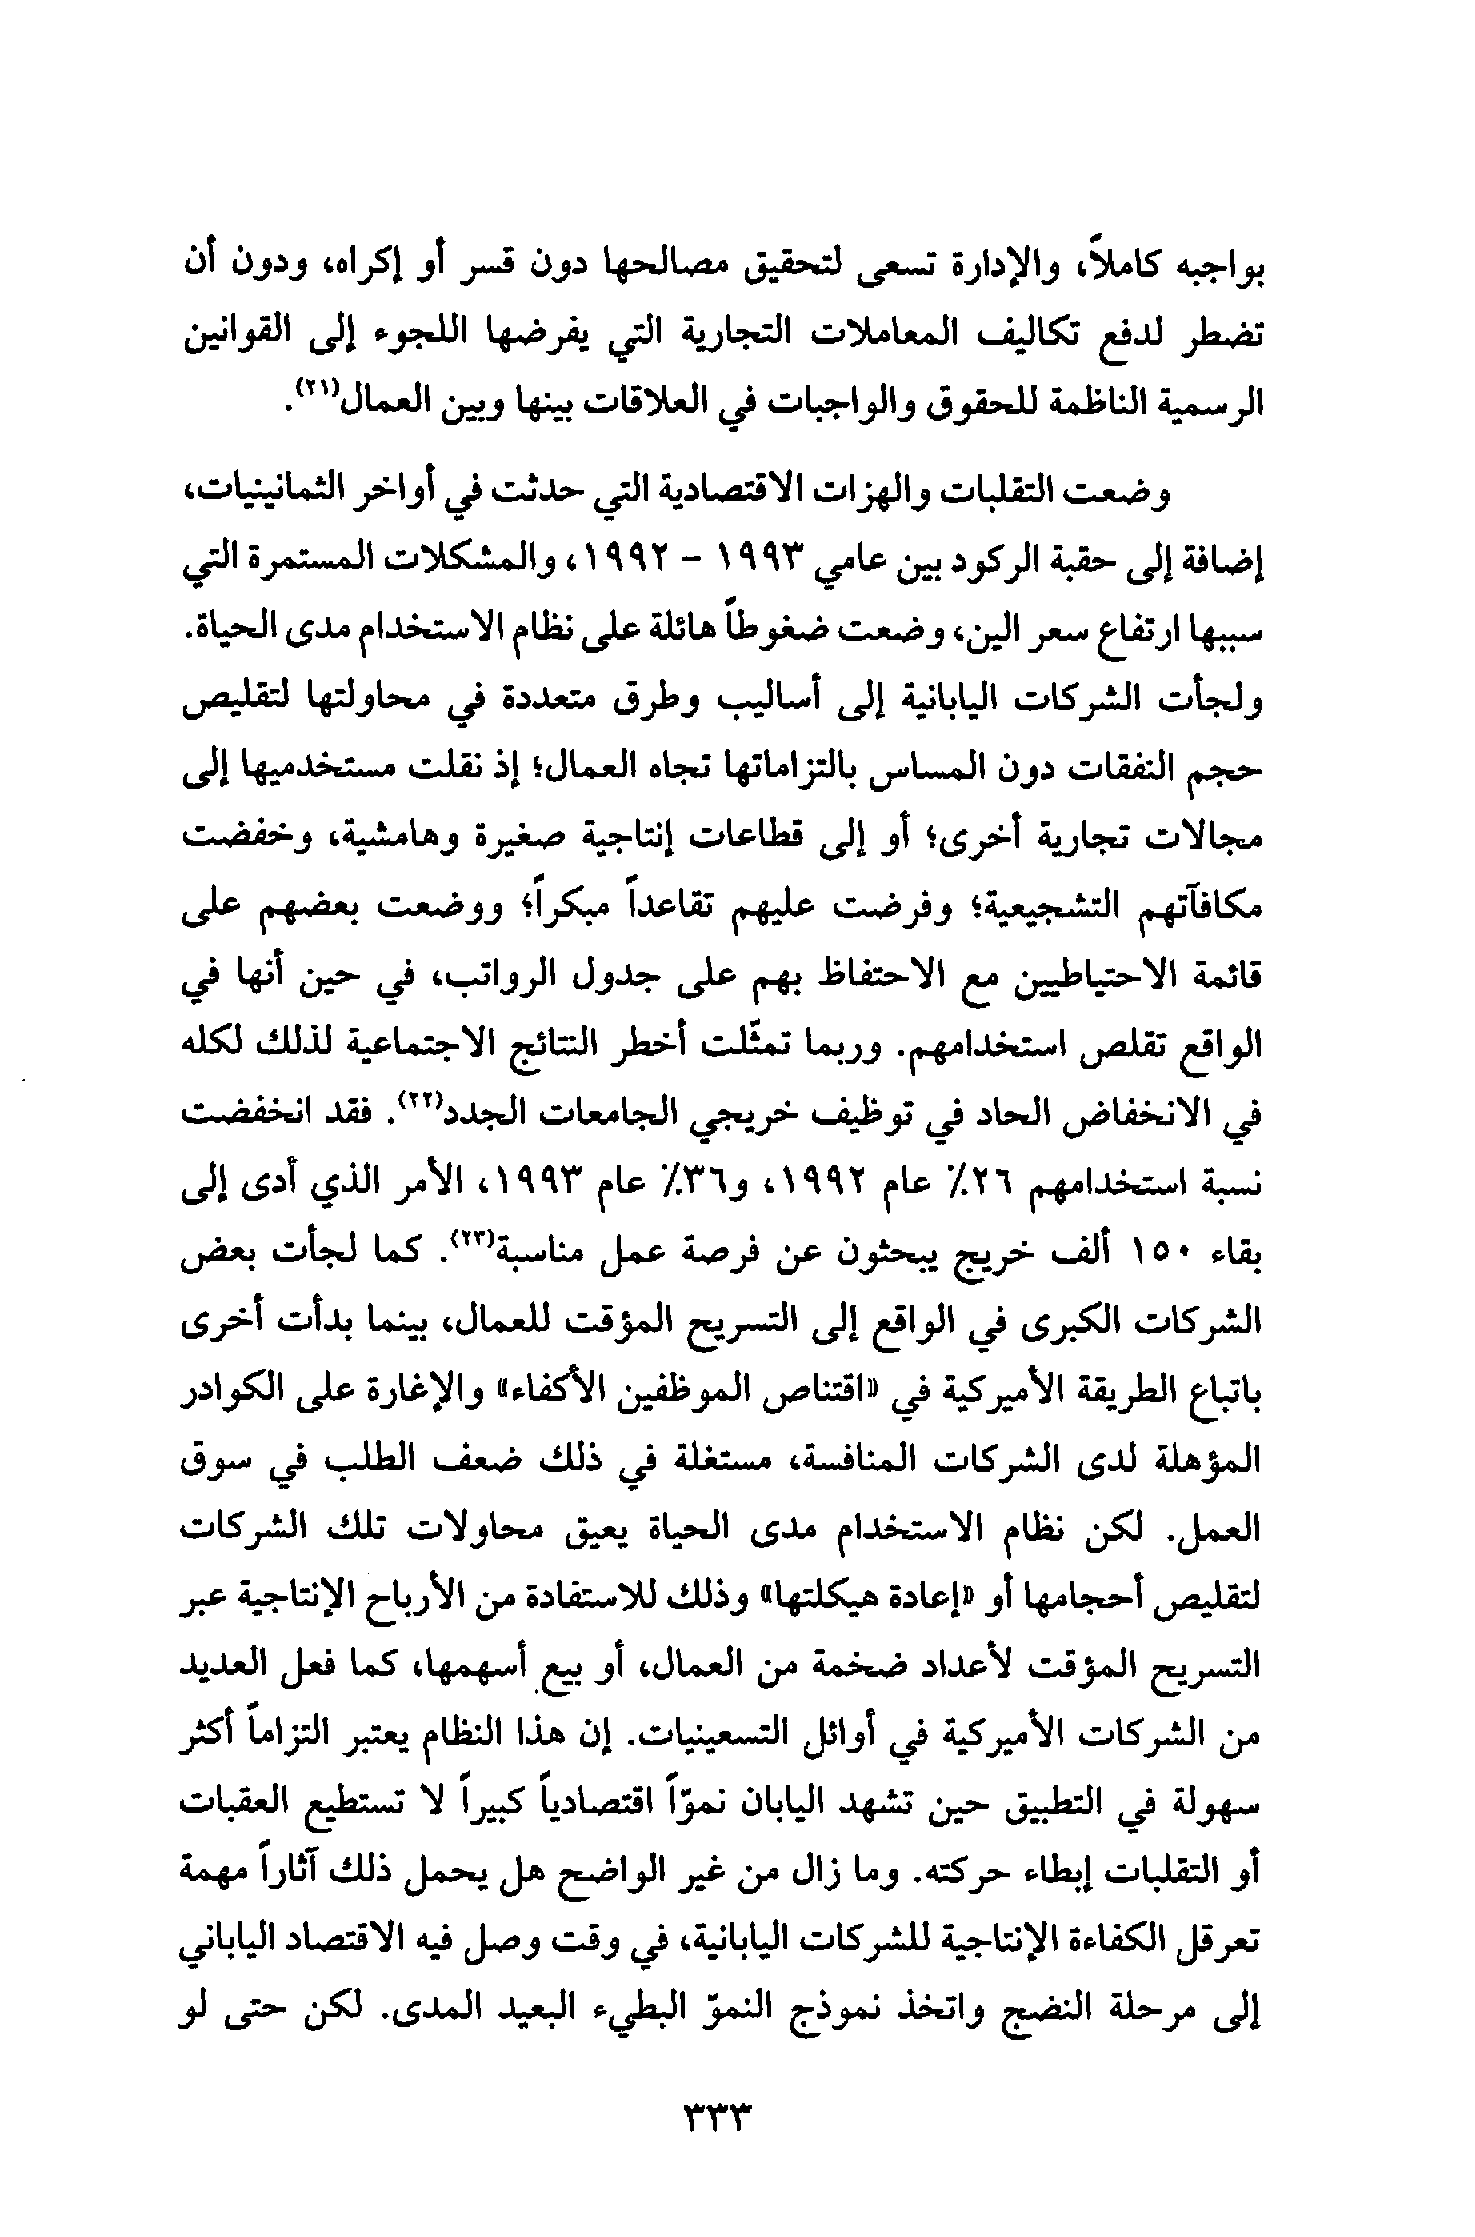 بواجبه كاملاً، والإدارة تسعى لتحقيق مصالحها دون قسر أو إكراه، ودون أن
تضطر لدفع تكاليف المعاملات التجارية التي يفرضها اللجوء إلى القوانين
الرسمية الناظمة للحقوق والواجبات في العلاقات بينها وبين العمال(٢١).
وضعت التقلبات والهزات الاقتصادية التي حدثت في أواخر الثمانينيات،
إضافة إلى حقبة الركود بين عامي ١٩٩٣ - ١٩٩٢، والمشكلات المستمرة التي
سببها ارتفاع سعر الين، وضعت ضغوطاً هائلة على نظام الاستخدام مدى الحياة.
ولجأت الشركات اليابانية إلى أساليب وطرق متعددة في محاولتها لتقليص
حجم النفقات دون المساس بالتزاماتها تجاه العمال؛ إذ نقلت مستخدميها إلى
مجالات تجارية أخرى؛ أو إلى قطاعات إنتاجية صغيرة وهامشية، وخفضت
مكافآتهم التشجيعية؛ وفرضت عليهم تقاعداً مبكراً؛ ووضعت بعضهم على
قائمة الاحتياطيين مع الاحتفاظ بهم على جدول الرواتب، في حين أنها في
الواقع تقلص استخدامهم. وربما تمثّلت أخطر النتائج الاجتماعية لذلك لكله
في الانخفاض الحاد في توظيف خريجي الجامعات الجدد(٢٢). فقد انخفضت
نسبة استخدامهم ٢٦٪ عام ١٩٩٢، و٣٦٪ عام ١٩٩٣، الأمر الذي أدى إلى
بقاء ١٥٠ ألف خريج يبحثون عن فرصة عمل مناسبة(٢٣). كما لجأت بعض
الشركات الكبرى في الواقع إلى التسريح المؤقت للعمال، بينما بدأت أخرى
باتباع الطريقة الأميركية في «اقتناص الموظفين الأكفاء» والإغارة على الكوادر
المؤهلة لدى الشركات المنافسة، مستغلة في ذلك ضعف الطلب في سوق
العمل. لكن نظام الاستخدام مدى الحياة يعيق محاولات تلك الشركات
لتقليص أحجامها أو «إعادة هيكلتها» وذلك للاستفادة من الأرباح الإنتاجية عبر
التسريح المؤقت لأعداد ضخمة من العمال، أو بيع أسهمها، كما فعل العديد
من الشركات الأميركية في أوائل التسعينيات. إن هذا النظام يعتبر التزاماً أكثر
سهولة في التطبيق حين تشهد اليابان نموّاً اقتصادياً كبيراً لا تستطيع العقبات
أو التقلبات إبطاء حركته. وما زال من غير الواضح هل يحمل ذلك آثاراً مهمة
تعرقل الكفاءة الإنتاجية للشركات اليابانية، في وقت وصل فيه الاقتصاد الياباني
إلى مرحلة النضج واتخذ نموذج النموّ البطيء البعيد المدى. لكن حتى لو
٣٣٣